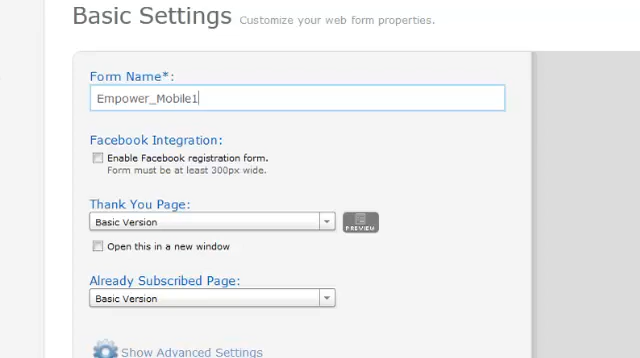 Basic Settings Customize your web form properties.
Form Name*:
Empower_Mobile1
Facebook Integration:
Enable Facebook registration form.
Form must be at least 300px wide.
Thank You Page:
Basic Version
PREVIEW
Open this in a new window
Already Subscribed Page:
Basic Version
Show Advanced Settings